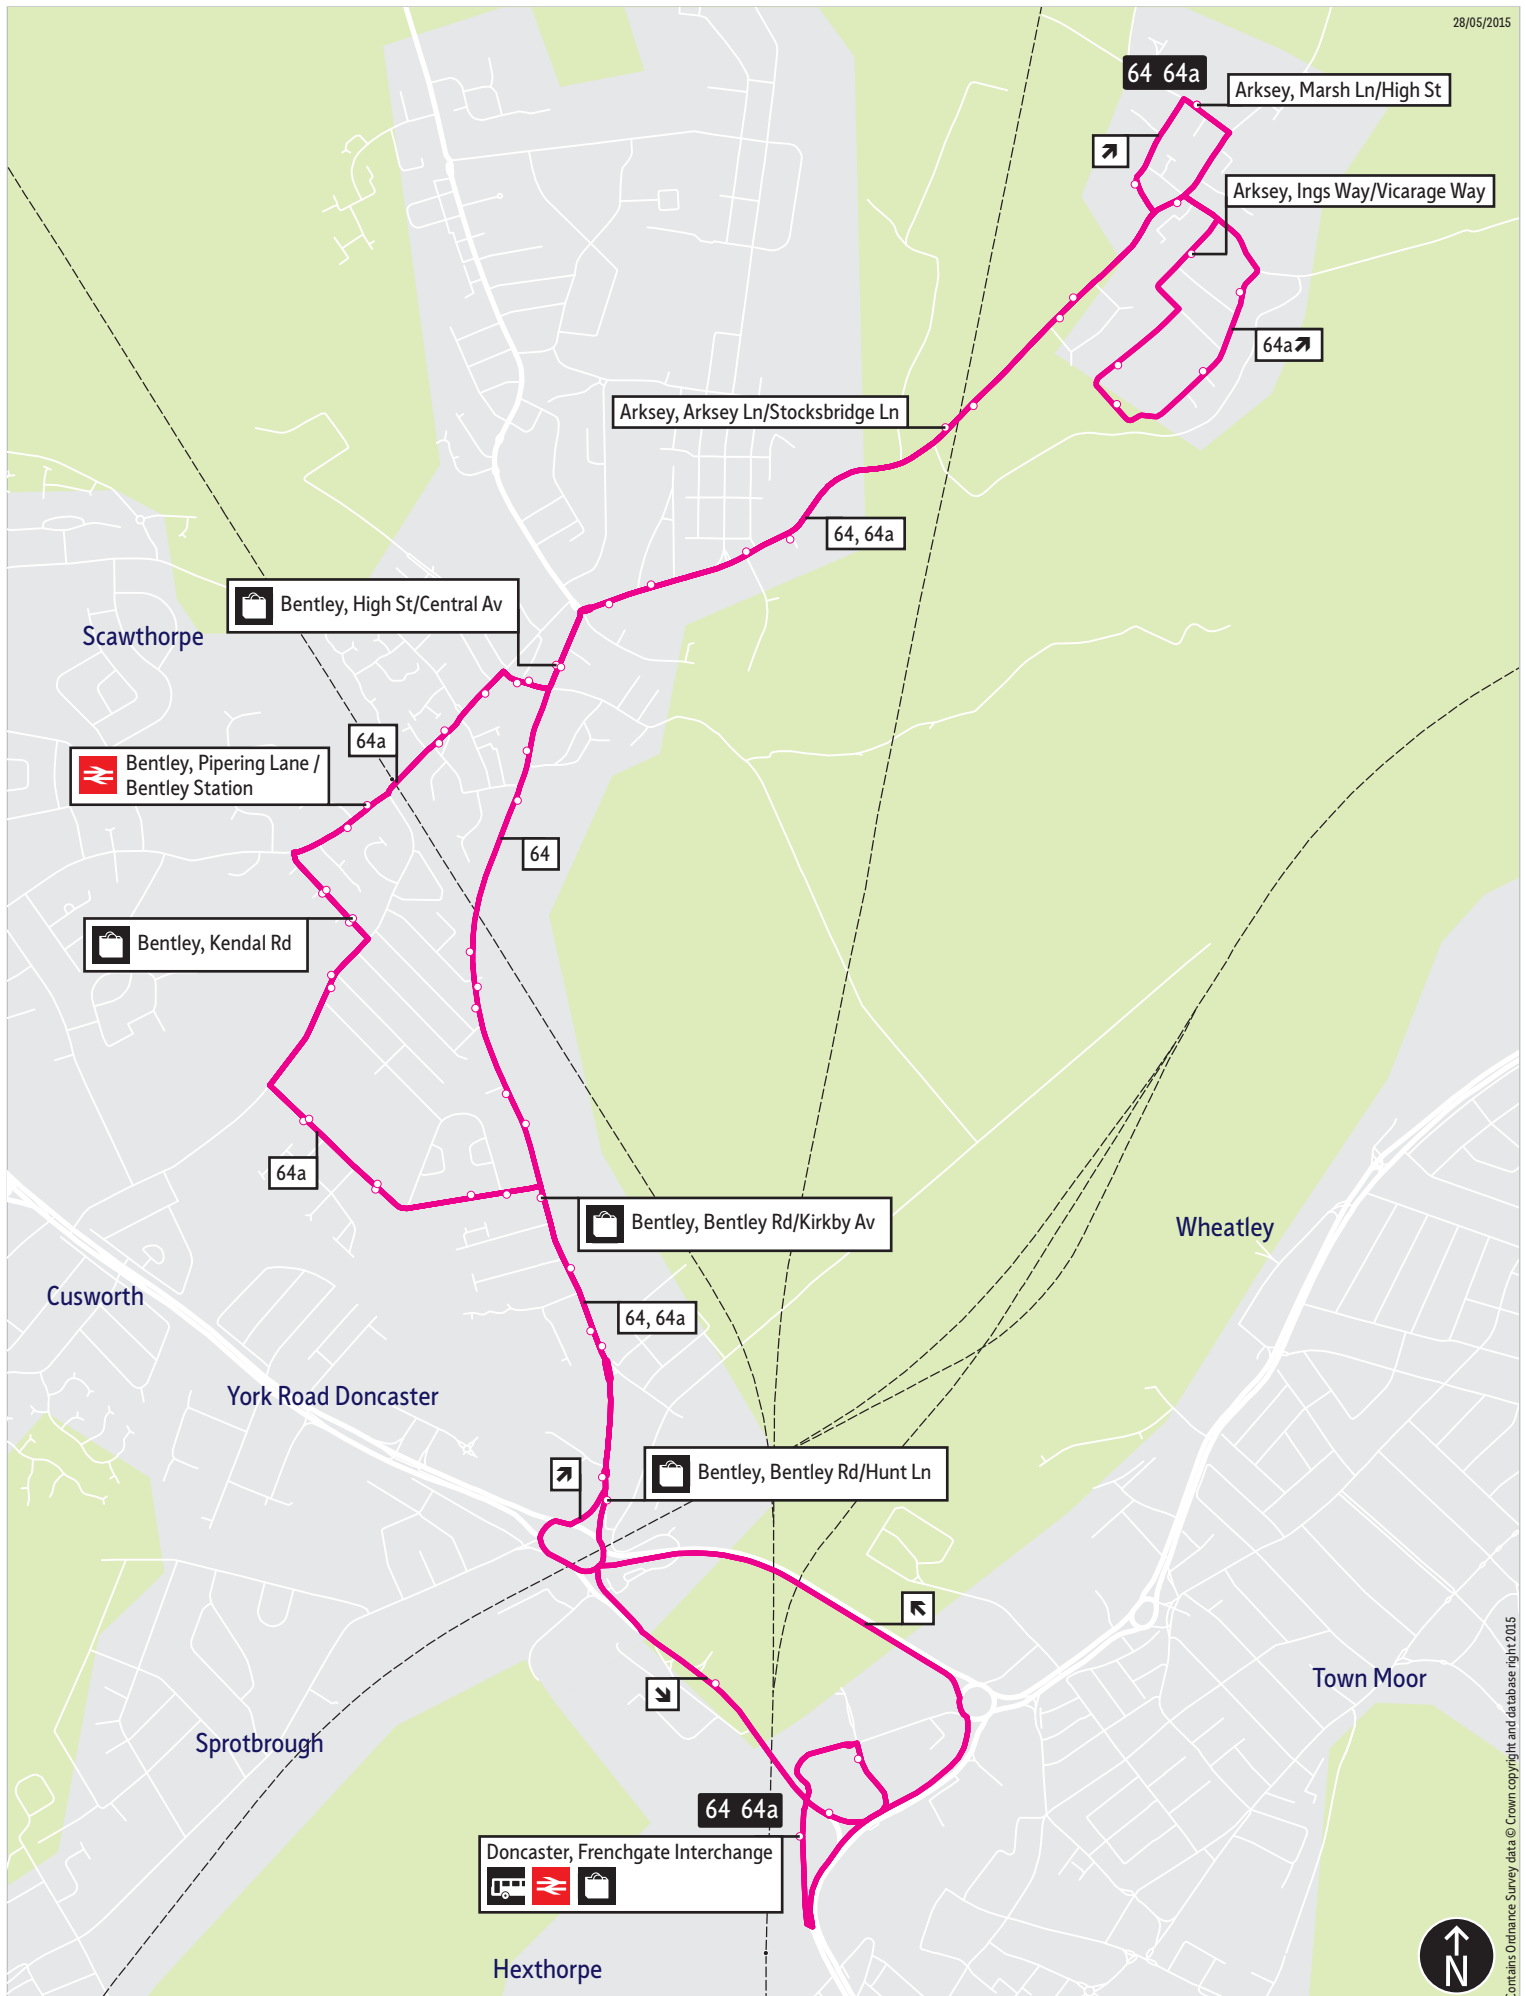 28/05/2015
64 64a
Arksey, Marsh Ln/High St
Arksey, Ings Way/Vicarage Way
64a
Arksey, Arksey Ln/Stocksbridge Ln
64, 64a
Bentley, High St/Central Av
Scawthorpe
64a
Bentley, Pipering Lane /
Bentley Station
64
Bentley, Kendal Rd
64a
Bentley, Bentley Rd/Kirkby Av
Wheatley
Cusworth
64, 64a
York Road Doncaster
Bentley, Bentley Rd/Hunt Ln
Town Moor
Sprotbrough
64 64a
Doncaster, Frenchgate Interchange
Hexthorpe
N
Contains Ordnance Survey data © Crown copyright and database right 2015